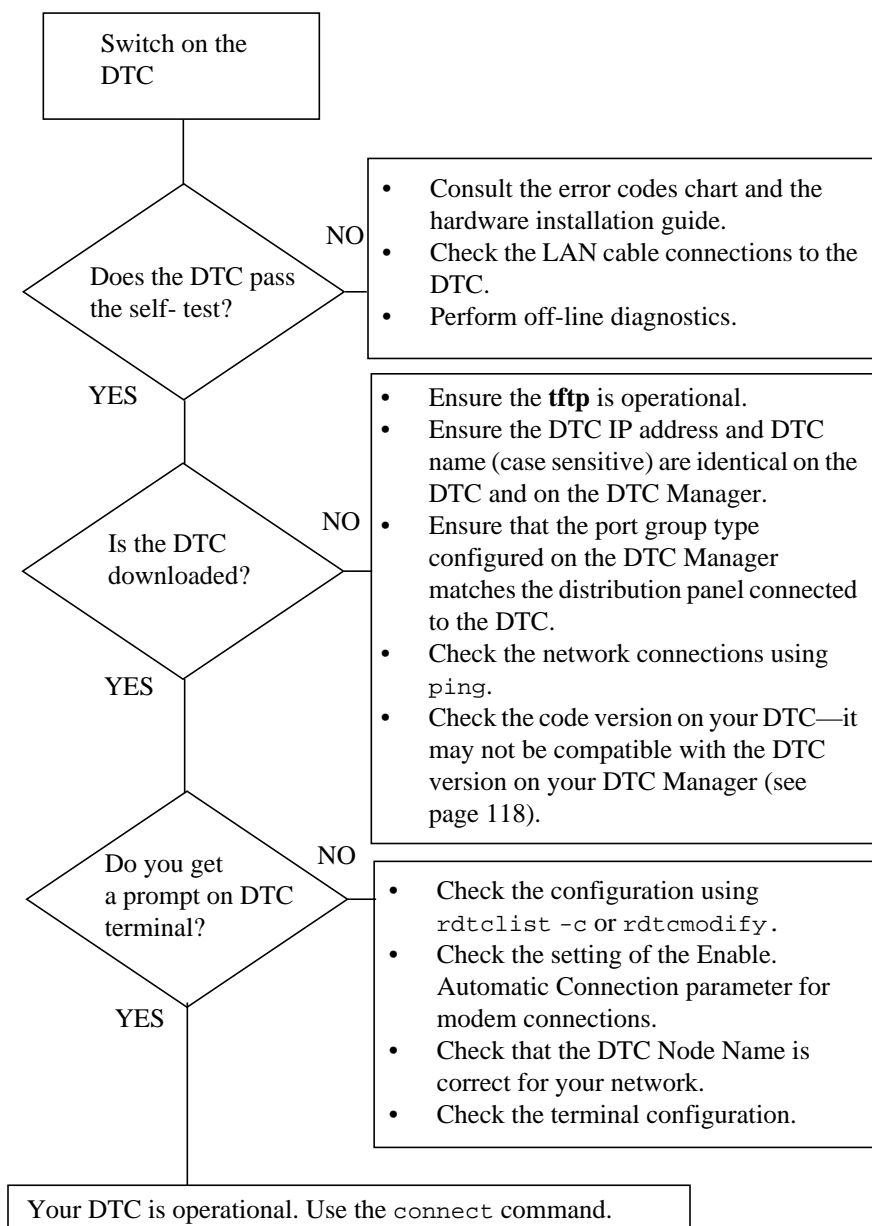 Switch on the
DTC
Does the DTC pass
the self- test?
NO
• Consult the error codes chart and the
hardware installation guide.
• Check the LAN cable connections to the
DTC.
• Perform off-line diagnostics.
YES
Is the DTC
downloaded?
NO
• Ensure the tftp is operational.
• Ensure the DTC IP address and DTC
name (case sensitive) are identical on the
DTC and on the DTC Manager.
• Ensure that the port group type
configured on the DTC Manager
matches the distribution panel connected
to the DTC.
• Check the network connections using
ping.
• Check the code version on your DTC—it
may not be compatible with the DTC
version on your DTC Manager (see
page 118).
YES
Do you get
a prompt on DTC
terminal?
NO
• Check the configuration using
rdtclist -c or rdtcmodify.
• Check the setting of the Enable.
Automatic Connection parameter for
modem connections.
• Check that the DTC Node Name is
correct for your network.
• Check the terminal configuration.
YES
Your DTC is operational. Use the connect command.